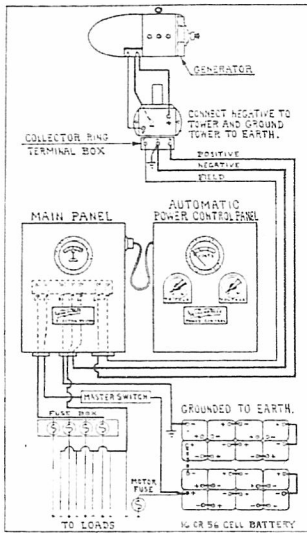 GENERATOR
CONNECT NEGATIVE TO
TOWER AND GROUND
TOWER TO EARTH.
COLLECTOR RING
TERMINAL BOX
POSITIVE
NEGATIVE
FIELD
MAIN PANEL
AUTOMATIC
POWER CONTROL PANEL
MASTER SWITCH
FUSE BOX
GROUNDED TO EARTH.
MOTOR
FUSE
TO LOADS
16 OR 56 CELL BATTERY